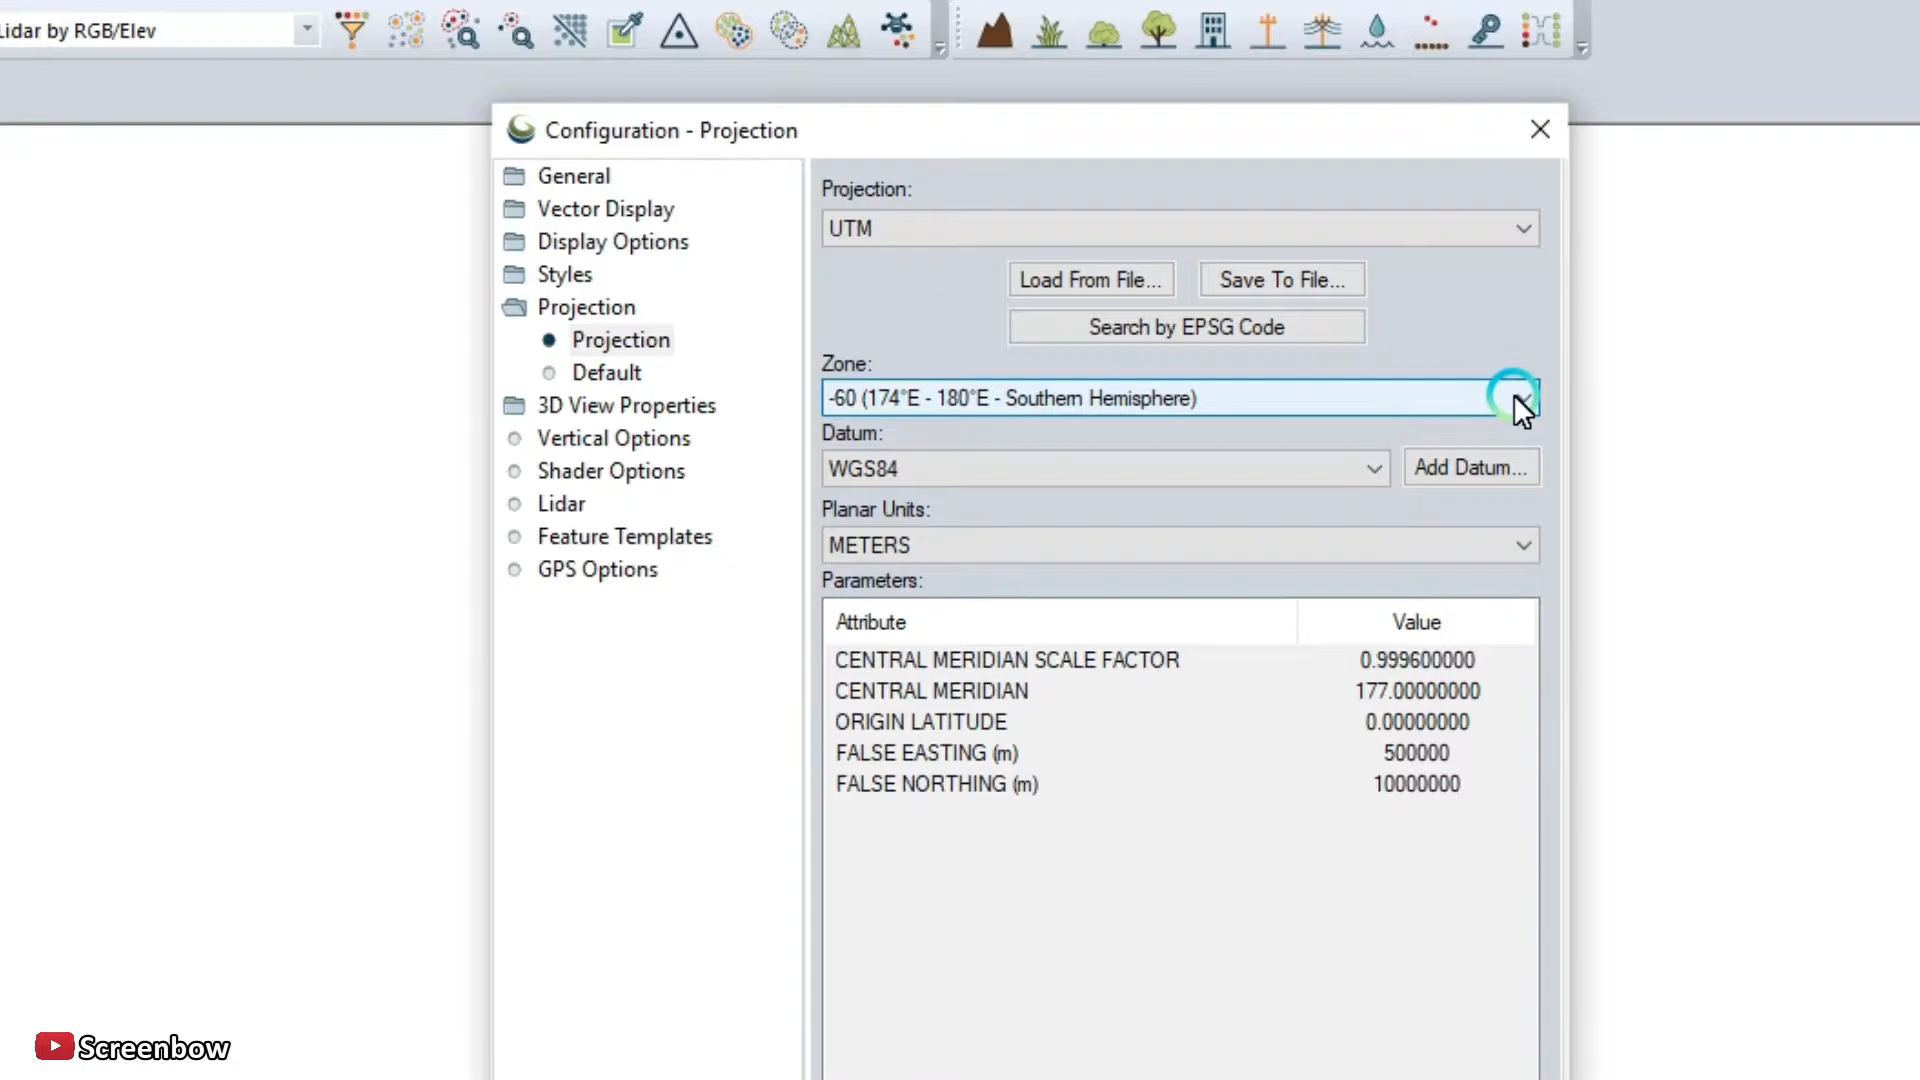 Lidar by RGB/Elev
Configuration - Projection
General
Vector Display
Display Options
Styles
Projection
Projection
Default
3D View Properties
Vertical Options
Shader Options
Lidar
Feature Templates
GPS Options
Projection:
UTM
Load From File... Save To File...
Search by EPSG Code
Zone:
-60 (174°E - 180°E - Southern Hemisphere)
Datum:
WGS84 Add Datum...
Planar Units:
METERS
Parameters:
Attribute Value
CENTRAL MERIDIAN SCALE FACTOR 0.999600000
CENTRAL MERIDIAN 177.00000000
ORIGIN LATITUDE 0.00000000
FALSE EASTING (m) 500000
FALSE NORTHING (m) 10000000
Screenbow